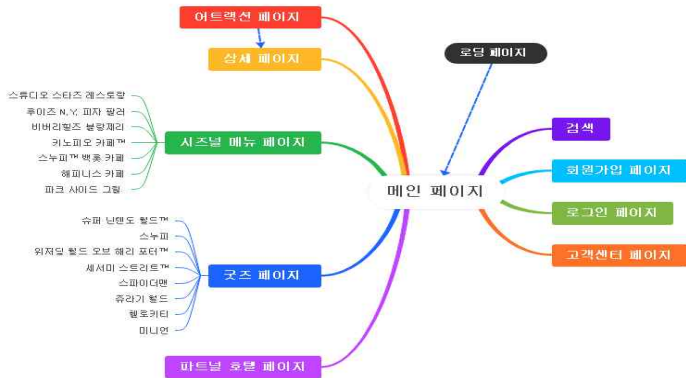 어트랙션 페이지
상세 페이지
로딩 페이지
스튜디오 스타즈 레스토랑
루이즈 N.Y. 피자 팔러
비버리힐즈 블랑제리
키노피오 카페™
스누피™ 백롯 카페
해피니스 카페
파크 사이드 그릴
시즈널 메뉴 페이지
메인 페이지
검색
회원가입 페이지
로그인 페이지
고객센터 페이지
슈퍼 닌텐도 월드™
스누피
위저딩 월드 오브 해리 포터™
세서미 스트리트™
스파이더맨
쥬라기 월드
헬로키티
미니언
굿즈 페이지
파트널 호텔 페이지